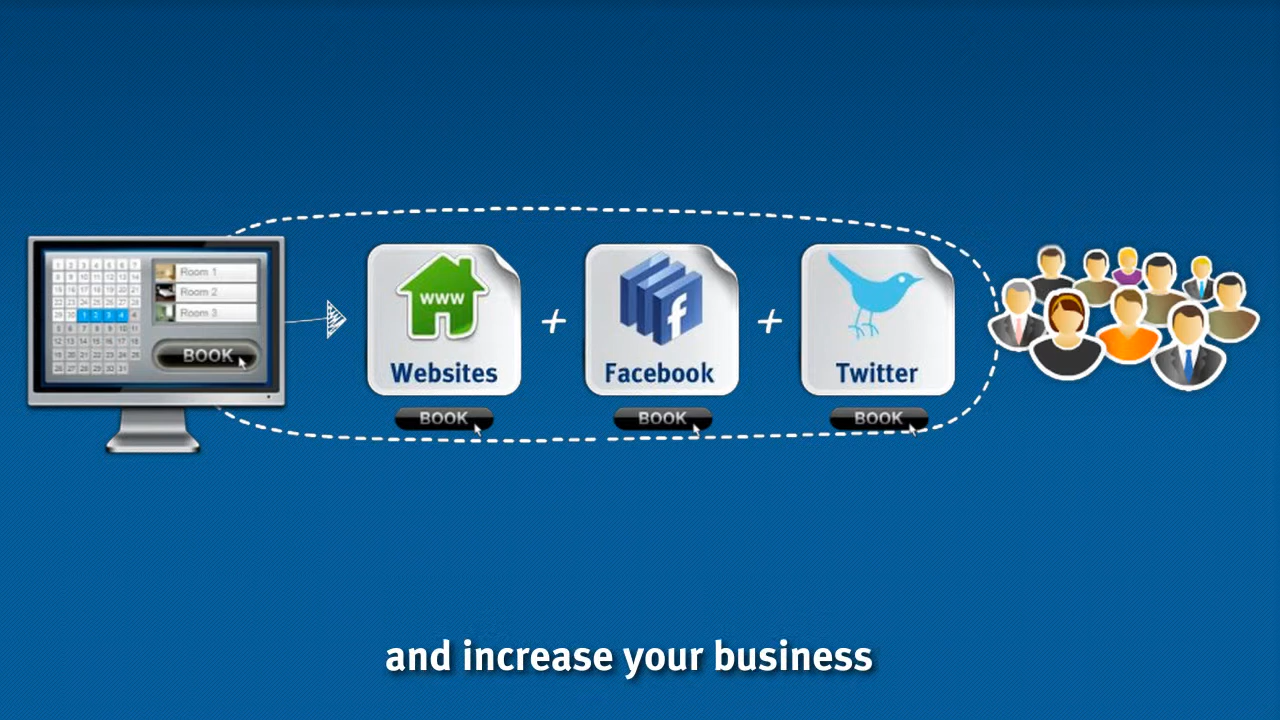 Room 1
Room 2
Room 3
BOOK
www
Websites
BOOK
+
f
Facebook
BOOK
+
Twitter
BOOK
and increase your business